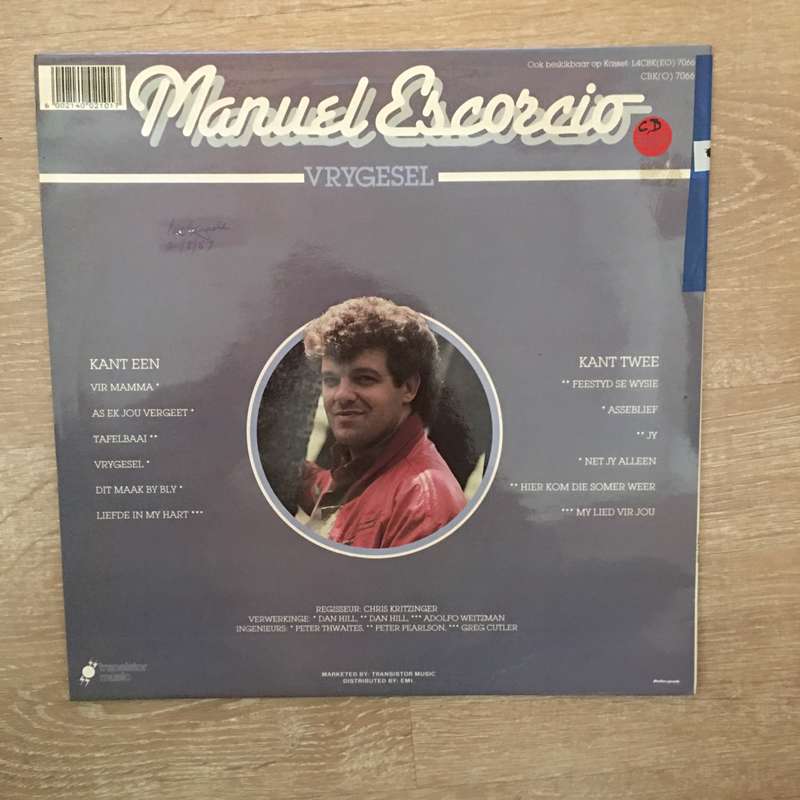 Ook beskikbaar op Kasset: L4CBK(EO) 7066
CBK(O) 7066
6 002140 021011
Manuel Escorcio
C,D
VRYGESEL
KANT EEN
VIR MAMMA *
AS EK JOU VERGEET *
TAFELBAAI **
VRYGESEL *
DIT MAAK BY BLY *
LIEFDE IN MY HART ***
KANT TWEE
** FEESTYD SE WYSIE
* ASSEBLIEF
** JY
* NET JY ALLEEN
** HIER KOM DIE SOMER WEER
*** MY LIED VIR JOU
REGISSEUR: CHRIS KRITZINGER
VERWERKINGE: * DAN HILL, ** DAN HILL, *** ADOLFO WEITZMAN
INGENIEURS: * PETER THWAITES, ** PETER PEARLSON, *** GREG CUTLER
transistor
music
MARKETED BY: TRANSISTOR MUSIC
DISTRIBUTED BY: EMI.